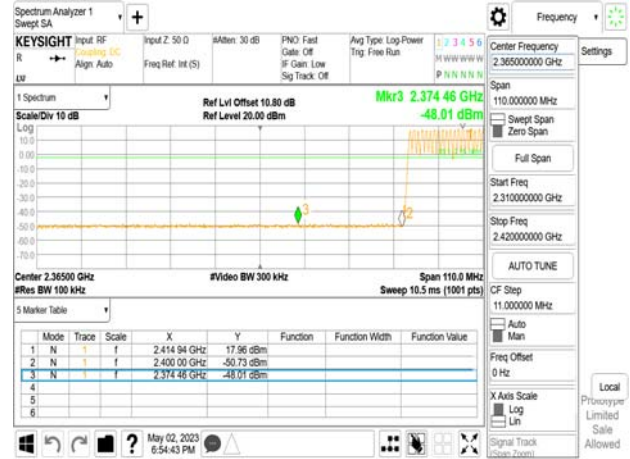 Spectrum Analyzer 1
Swept SA
+
Frequency
KEYSIGHT
R
LVI
Input: RF
Coupling: DC
Align: Auto
Input Z: 50 Ω
Freq Ref: Int (S)
#Atten: 30 dB
PNO: Fast
Gate: Off
IF Gain: Low
Sig Track: Off
Avg Type: Log-Power
Trig: Free Run
1 2 3 4 5 6
M W W W W W
P N N N N N
Center Frequency
2.365000000 GHz
Settings
Span
110.000000 MHz
Swept Span
Zero Span
Full Span
Start Freq
2.310000000 GHz
Stop Freq
2.420000000 GHz
AUTO TUNE
CF Step
11.000000 MHz
Auto
Man
Freq Offset
0 Hz
X Axis Scale
Log
Lin
Signal Track
(Span Zoom)
Local
Prototype
Limited
Sale
Allowed
1 Spectrum
Scale/Div 10 dB
Ref Lvl Offset 10.80 dB
Ref Level 20.00 dBm
Mkr3 2.374 46 GHz
-48.01 dBm
Log
10.0
0.00
-10.0
-20.0
-30.0
-40.0
-50.0
-60.0
-70.0
3
2
Center 2.36500 GHz
#Video BW 300 kHz
Span 110.0 MHz
#Res BW 100 kHz
Sweep 10.5 ms (1001 pts)
5 Marker Table
Mode Trace Scale X Y Function Function Width Function Value
1 N 1 f 2.414 94 GHz 17.96 dBm
2 N 1 f 2.400 00 GHz -50.73 dBm
3 N 1 f 2.374 46 GHz -48.01 dBm
4
5
6
?
May 02, 2023
6:54:43 PM